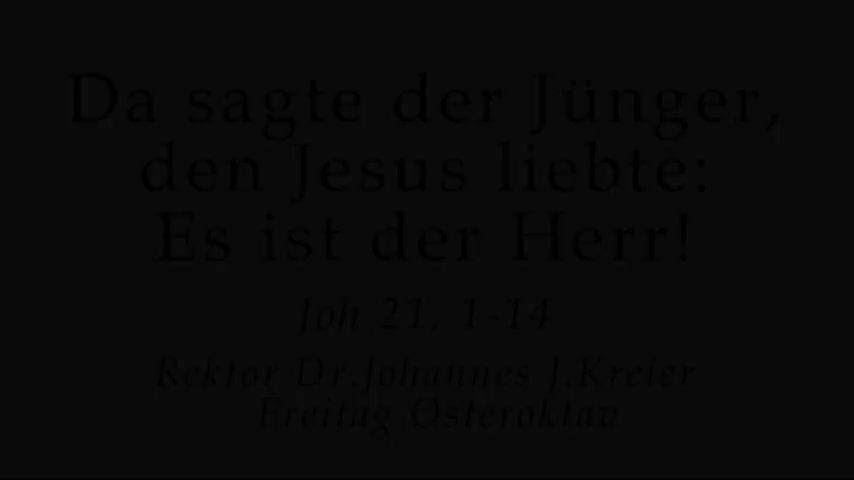 Da sagte der Jünger,
den Jesus liebte:
Es ist der Herr!
Joh 21, 1-14
Rektor Dr.Johannes J.Kreier
Freitag Osteroktav